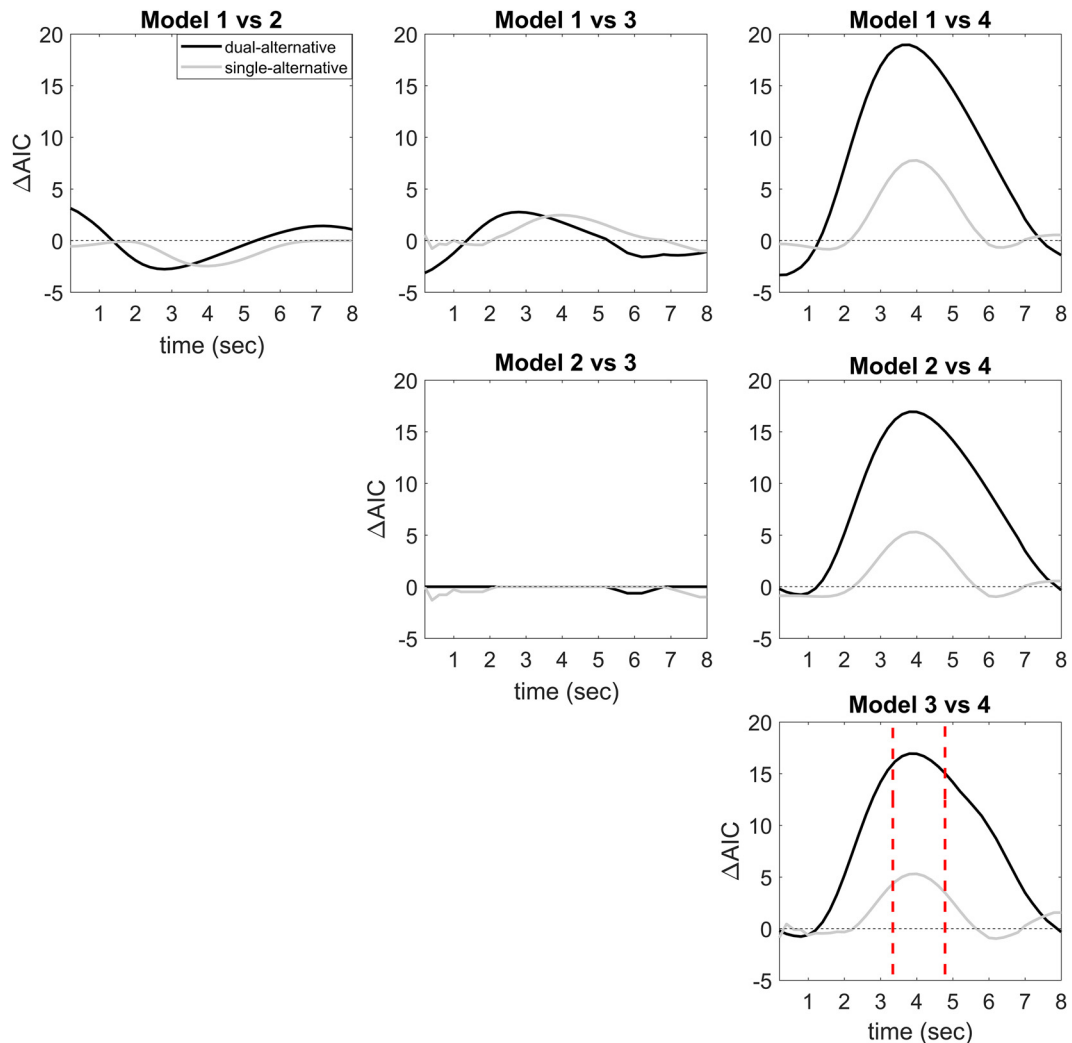 Model 1 vs 2
Model 1 vs 3
Model 1 vs 4
dual-alternative
single-alternative
ΔAIC
20
15
10
5
0
-5
1 2 3 4 5 6 7 8
time (sec)
20
15
10
5
0
-5
1 2 3 4 5 6 7 8
20
15
10
5
0
-5
1 2 3 4 5 6 7 8
Model 2 vs 3
Model 2 vs 4
ΔAIC
20
15
10
5
0
-5
1 2 3 4 5 6 7 8
time (sec)
20
15
10
5
0
-5
1 2 3 4 5 6 7 8
Model 3 vs 4
ΔAIC
20
15
10
5
0
-5
1 2 3 4 5 6 7 8
time (sec)